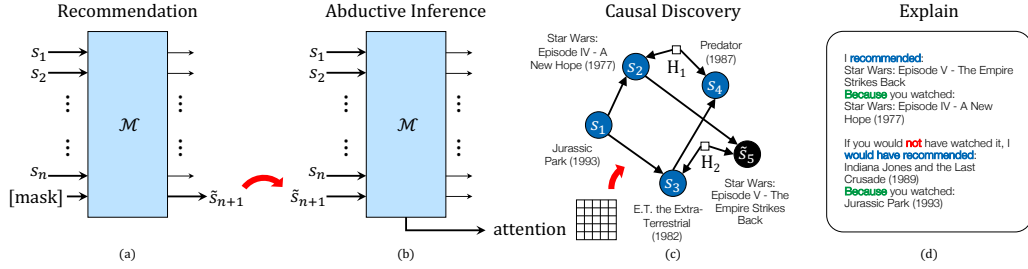 Recommendation
s1
s2
⋮ ⋮
ℳ
sn
[mask]
s̃n+1
(a)
Abductive Inference
s1
s2
⋮ ⋮
ℳ
sn
s̃n+1
attention
(b)
Causal Discovery
Star Wars:
Episode IV - A
New Hope (1977)
Predator
(1987)
H1
s2
s4
s1
Jurassic
Park (1993)
s̃5
H2
s3
E.T. the Extra-
Terrestrial
(1982)
Star Wars:
Episode V - The
Empire Strikes
Back
(c)
Explain
I recommended:
Star Wars: Episode V - The Empire
Strikes Back
Because you watched:
Star Wars: Episode IV - A New
Hope (1977)
If you would not have watched it, I
would have recommended:
Indiana Jones and the Last
Crusade (1989)
Because you watched:
Jurassic Park (1993)
(d)